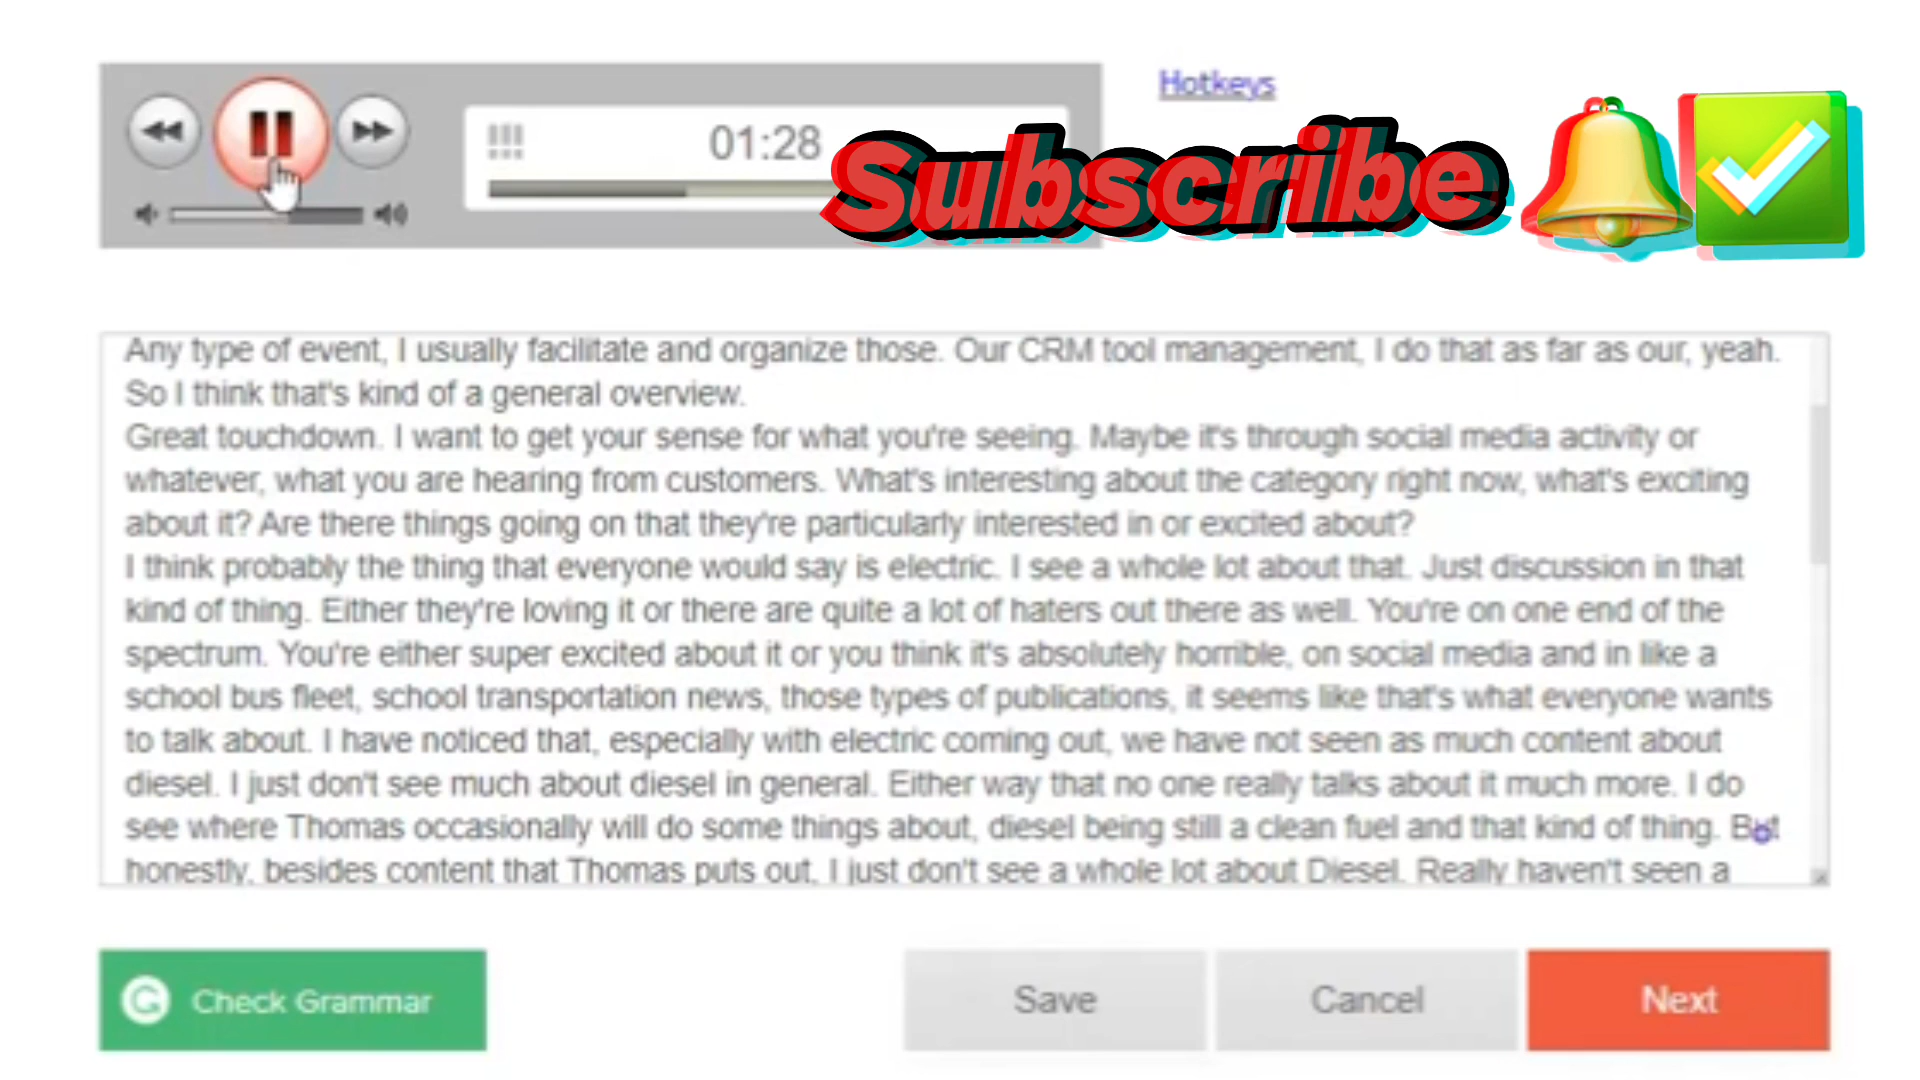 Hotkeys
01:28
Subscribe
Any type of event, I usually facilitate and organize those. Our CRM tool management, I do that as far as our, yeah.
So I think that's kind of a general overview.
Great touchdown. I want to get your sense for what you're seeing. Maybe it's through social media activity or
whatever, what you are hearing from customers. What's interesting about the category right now, what's exciting
about it? Are there things going on that they're particularly interested in or excited about?
I think probably the thing that everyone would say is electric. I see a whole lot about that. Just discussion in that
kind of thing. Either they're loving it or there are quite a lot of haters out there as well. You're on one end of the
spectrum. You're either super excited about it or you think it's absolutely horrible, on social media and in like a
school bus fleet, school transportation news, those types of publications, it seems like that's what everyone wants
to talk about. I have noticed that, especially with electric coming out, we have not seen as much content about
diesel. I just don't see much about diesel in general. Either way that no one really talks about it much more. I do
see where Thomas occasionally will do some things about, diesel being still a clean fuel and that kind of thing. But
honestly, besides content that Thomas puts out, I just don't see a whole lot about Diesel. Really haven't seen a
Check Grammar
Save
Cancel
Next